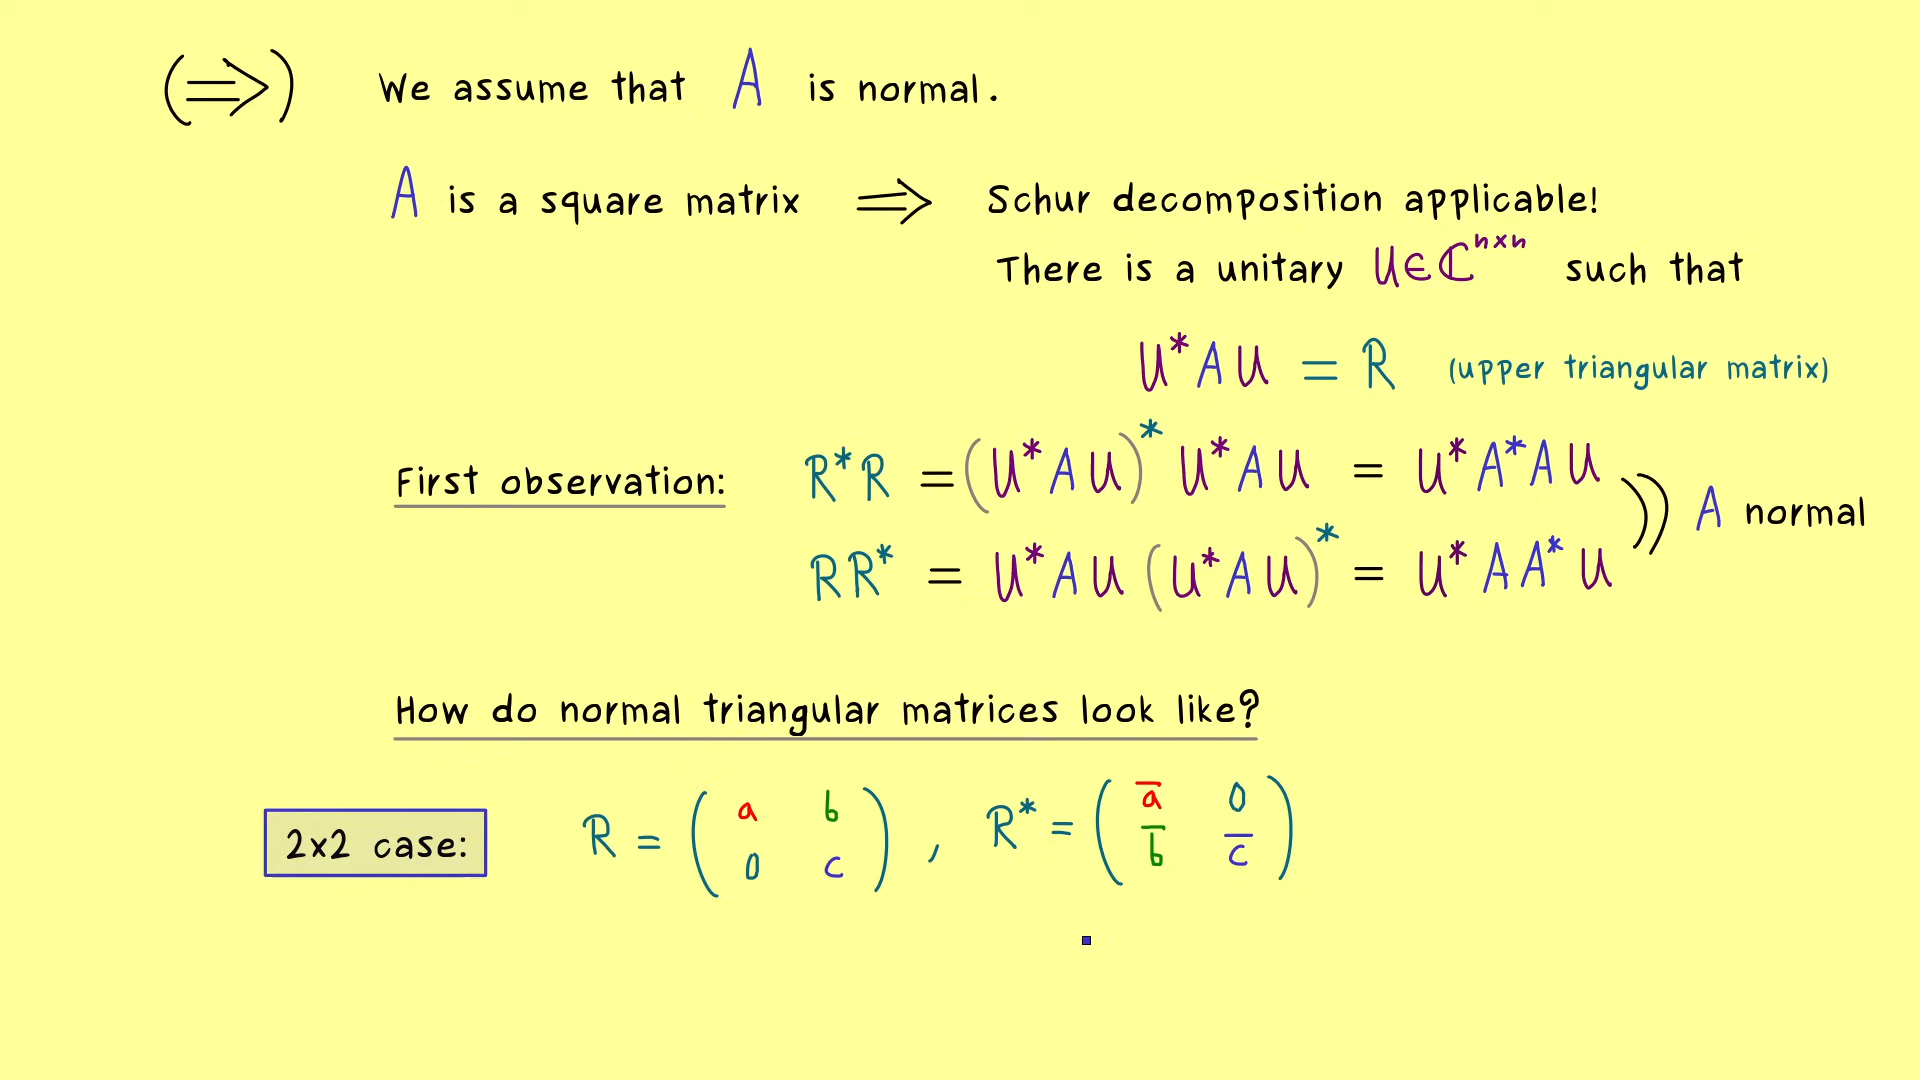 (⇒) We assume that A is normal.
A is a square matrix ⇒ Schur decomposition applicable!
There is a unitary U∈ℂⁿˣⁿ such that
U*AU = R (upper triangular matrix)
First observation: R*R = (U*AU)* U*AU = U*A*AU
A normal
RR* = U*AU (U*AU)* = U*AA*U
How do normal triangular matrices look like?
2x2 case: R = ( a b ; 0 c ) , R* = ( a̅ 0 ; b̅ c̅ )